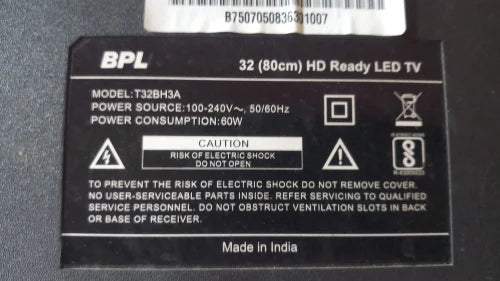 B7507050836301007
BPL
32 (80cm) HD Ready LED TV
MODEL:T32BH3A
POWER SOURCE:100-240V~, 50/60Hz
POWER CONSUMPTION:60W
CAUTION
RISK OF ELECTRIC SHOCK
DO NOT OPEN
TO PREVENT THE RISK OF ELECTRIC SHOCK DO NOT REMOVE COVER.
NO USER-SERVICEABLE PARTS INSIDE. REFER SERVICING TO QUALIFIED
SERVICE PERSONNEL. DO NOT OBSTRUCT VENTILATION SLOTS IN BACK
OR BASE OF RECEIVER.
Made in India